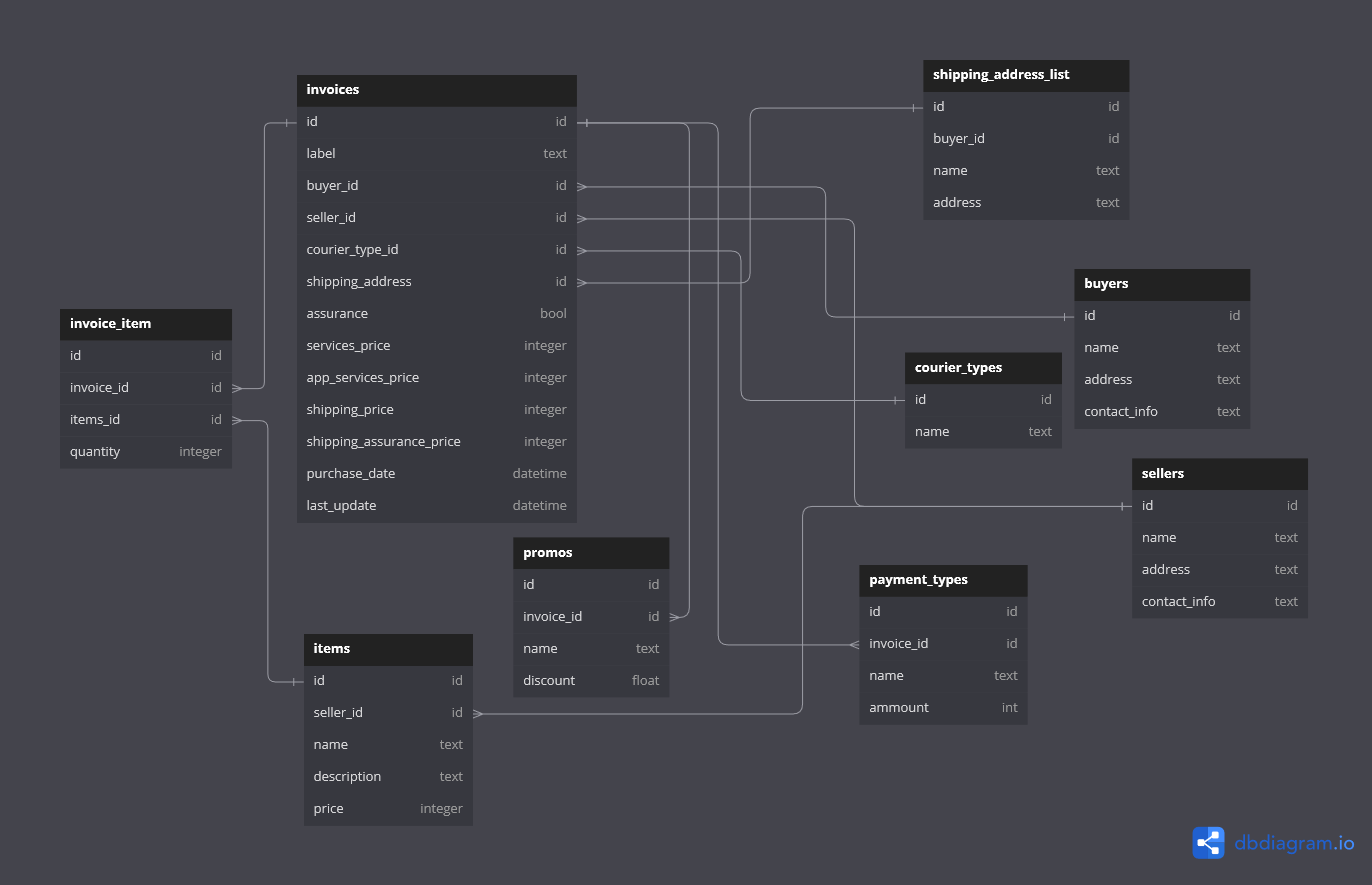 invoices
id id
label text
buyer_id id
seller_id id
courier_type_id id
shipping_address id
assurance bool
services_price integer
app_services_price integer
shipping_price integer
shipping_assurance_price integer
purchase_date datetime
last_update datetime
shipping_address_list
id id
buyer_id id
name text
address text
buyers
id id
name text
address text
contact_info text
invoice_item
id id
invoice_id id
items_id id
quantity integer
courier_types
id id
name text
sellers
id id
name text
address text
contact_info text
promos
id id
invoice_id id
name text
discount float
payment_types
id id
invoice_id id
name text
ammount int
items
id id
seller_id id
name text
description text
price integer
dbdiagram.io